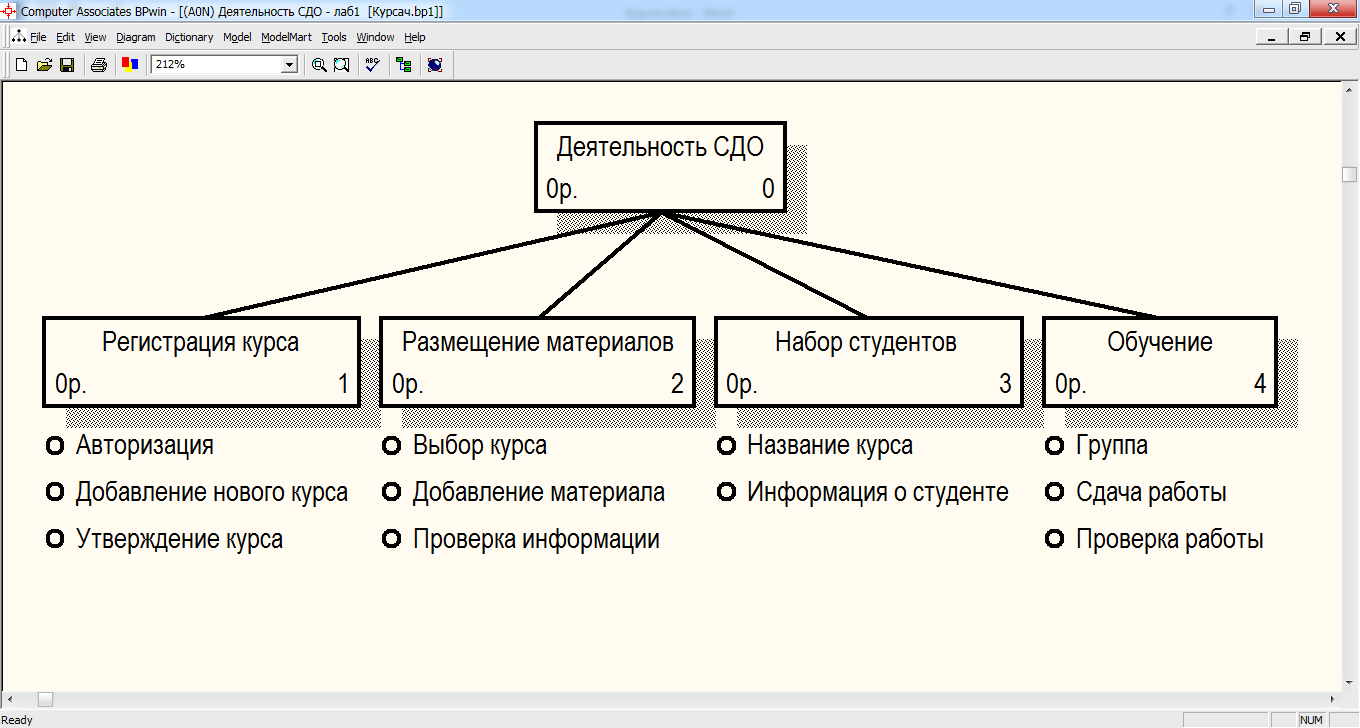 Computer Associates BPwin - [(A0N) Деятельность СДО - лаб1 [Курсач.bp1]]
File Edit View Diagram Dictionary Model ModelMart Tools Window Help
212%
Деятельность СДО
0р. 0
Регистрация курса
0р. 1
Авторизация
Добавление нового курса
Утверждение курса
Размещение материалов
0р. 2
Выбор курса
Добавление материала
Проверка информации
Набор студентов
0р. 3
Название курса
Информация о студенте
Обучение
0р. 4
Группа
Сдача работы
Проверка работы
Ready
NUM